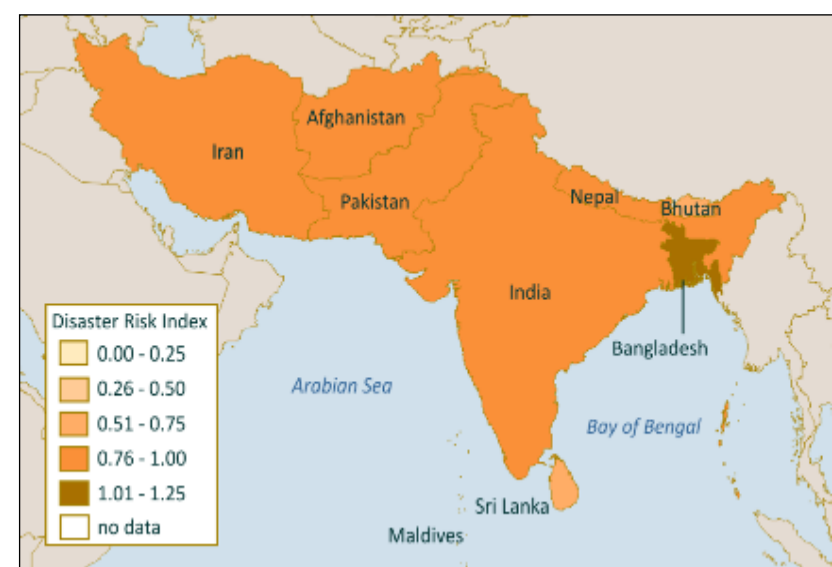 Afghanistan
Iran
Pakistan
Nepal
Bhutan
India
Bangladesh
Arabian Sea
Bay of Bengal
Sri Lanka
Maldives
Disaster Risk Index
0.00 - 0.25
0.26 - 0.50
0.51 - 0.75
0.76 - 1.00
1.01 - 1.25
no data